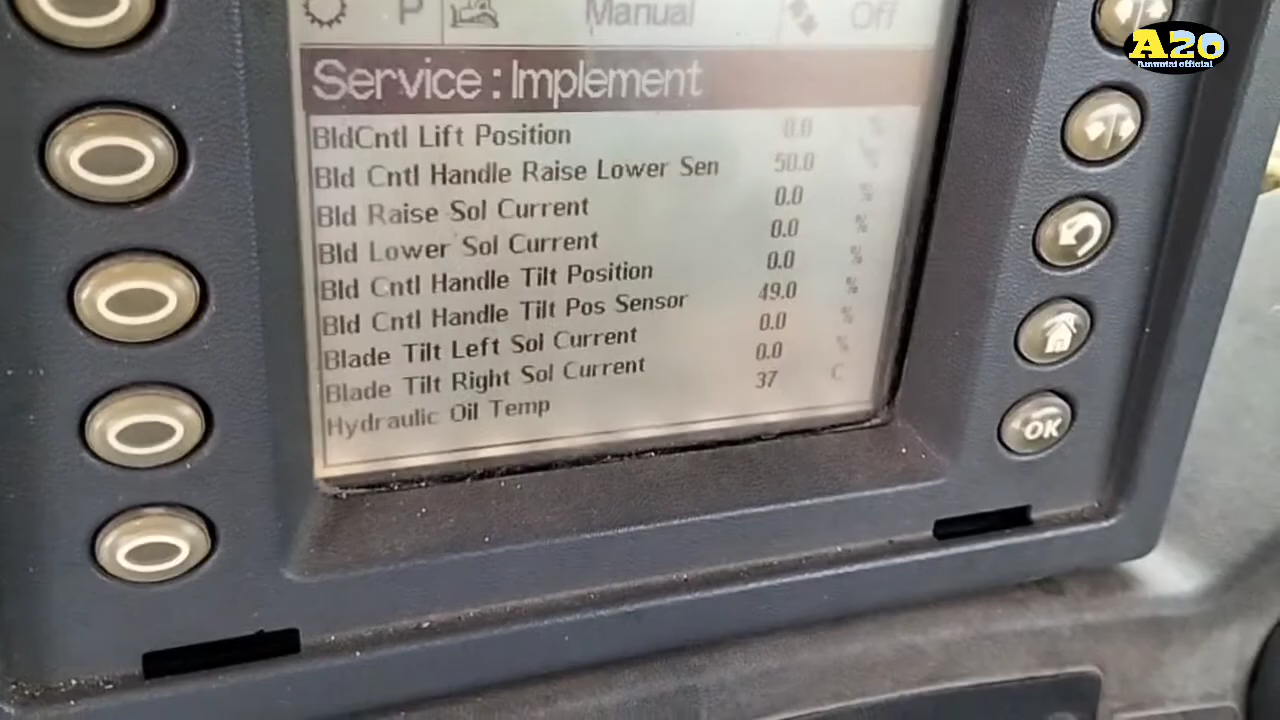 P Manual Off
Service : Implement
BldCntl Lift Position 0.0 %
Bld Cntl Handle Raise Lower Sen 50.0 %
Bld Raise Sol Current 0.0 %
Bld Lower Sol Current 0.0 %
Bld Cntl Handle Tilt Position 0.0 %
Bld Cntl Handle Tilt Pos Sensor 49.0 %
Blade Tilt Left Sol Current 0.0 %
Blade Tilt Right Sol Current 0.0 %
Hydraulic Oil Temp 37 C
OK
A20